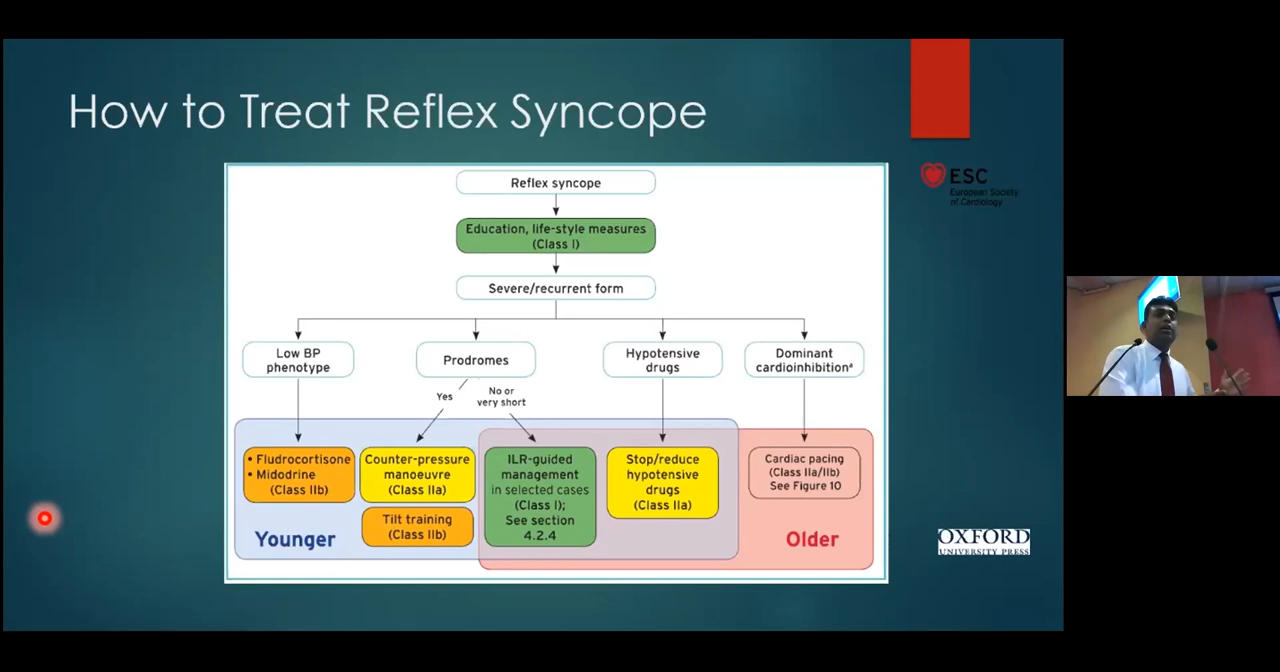 How to Treat Reflex Syncope
ESC
European Society
of Cardiology
Reflex syncope
Education, life-style measures
(Class I)
Severe/recurrent form
Low BP
phenotype
Prodromes
Hypotensive
drugs
Dominant
cardioinhibitionª
Yes
No or
very short
• Fludrocortisone
• Midodrine
(Class IIb)
Counter-pressure
manoeuvre
(Class IIa)
Tilt training
(Class IIb)
ILR-guided
management
in selected cases
(Class I);
See section
4.2.4
Stop/reduce
hypotensive
drugs
(Class IIa)
Cardiac pacing
(Class IIa/IIb)
See Figure 10
Younger
Older
OXFORD
UNIVERSITY PRESS